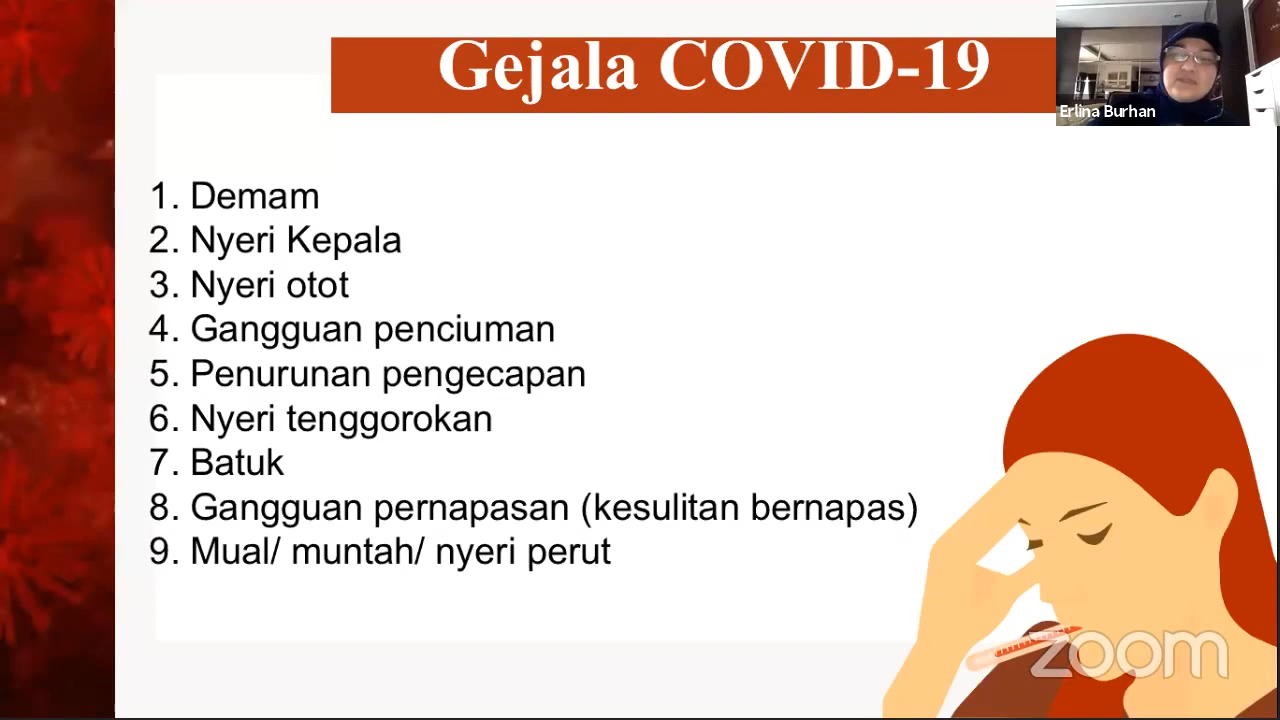 Gejala COVID-19
Erlina Burhan
1. Demam
2. Nyeri Kepala
3. Nyeri otot
4. Gangguan penciuman
5. Penurunan pengecapan
6. Nyeri tenggorokan
7. Batuk
8. Gangguan pernapasan (kesulitan bernapas)
9. Mual/ muntah/ nyeri perut
zoom